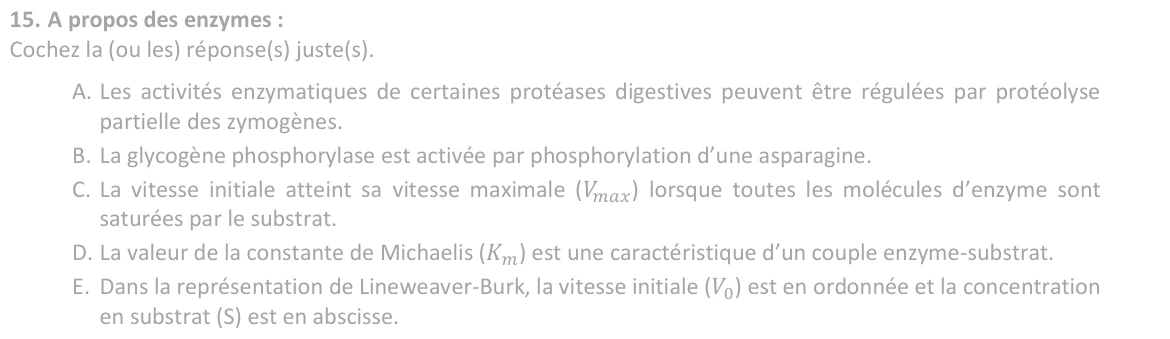 15. A propos des enzymes :
Cochez la (ou les) réponse(s) juste(s).
A. Les activités enzymatiques de certaines protéases digestives peuvent être régulées par protéolyse
partielle des zymogènes.
B. La glycogène phosphorylase est activée par phosphorylation d’une asparagine.
C. La vitesse initiale atteint sa vitesse maximale (Vmax) lorsque toutes les molécules d’enzyme sont
saturées par le substrat.
D. La valeur de la constante de Michaelis (Km) est une caractéristique d’un couple enzyme-substrat.
E. Dans la représentation de Lineweaver-Burk, la vitesse initiale (V0) est en ordonnée et la concentration
en substrat (S) est en abscisse.